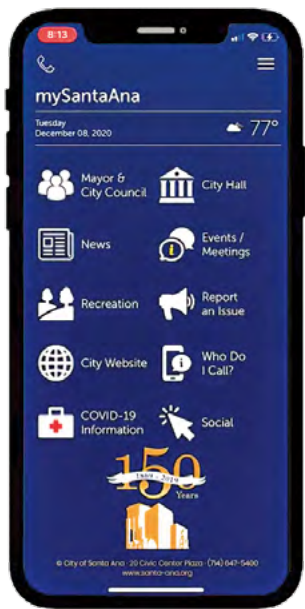 8:13
mySantaAna
Tuesday
December 08, 2020
77°
Mayor &
City Council
City Hall
News
Events /
Meetings
Recreation
Report
an Issue
City Website
Who Do
I Call?
COVID-19
Information
Social
150
1869 - 2019
Years
© City of Santa Ana · 20 Civic Center Plaza · (714) 647-5400
www.santa-ana.org